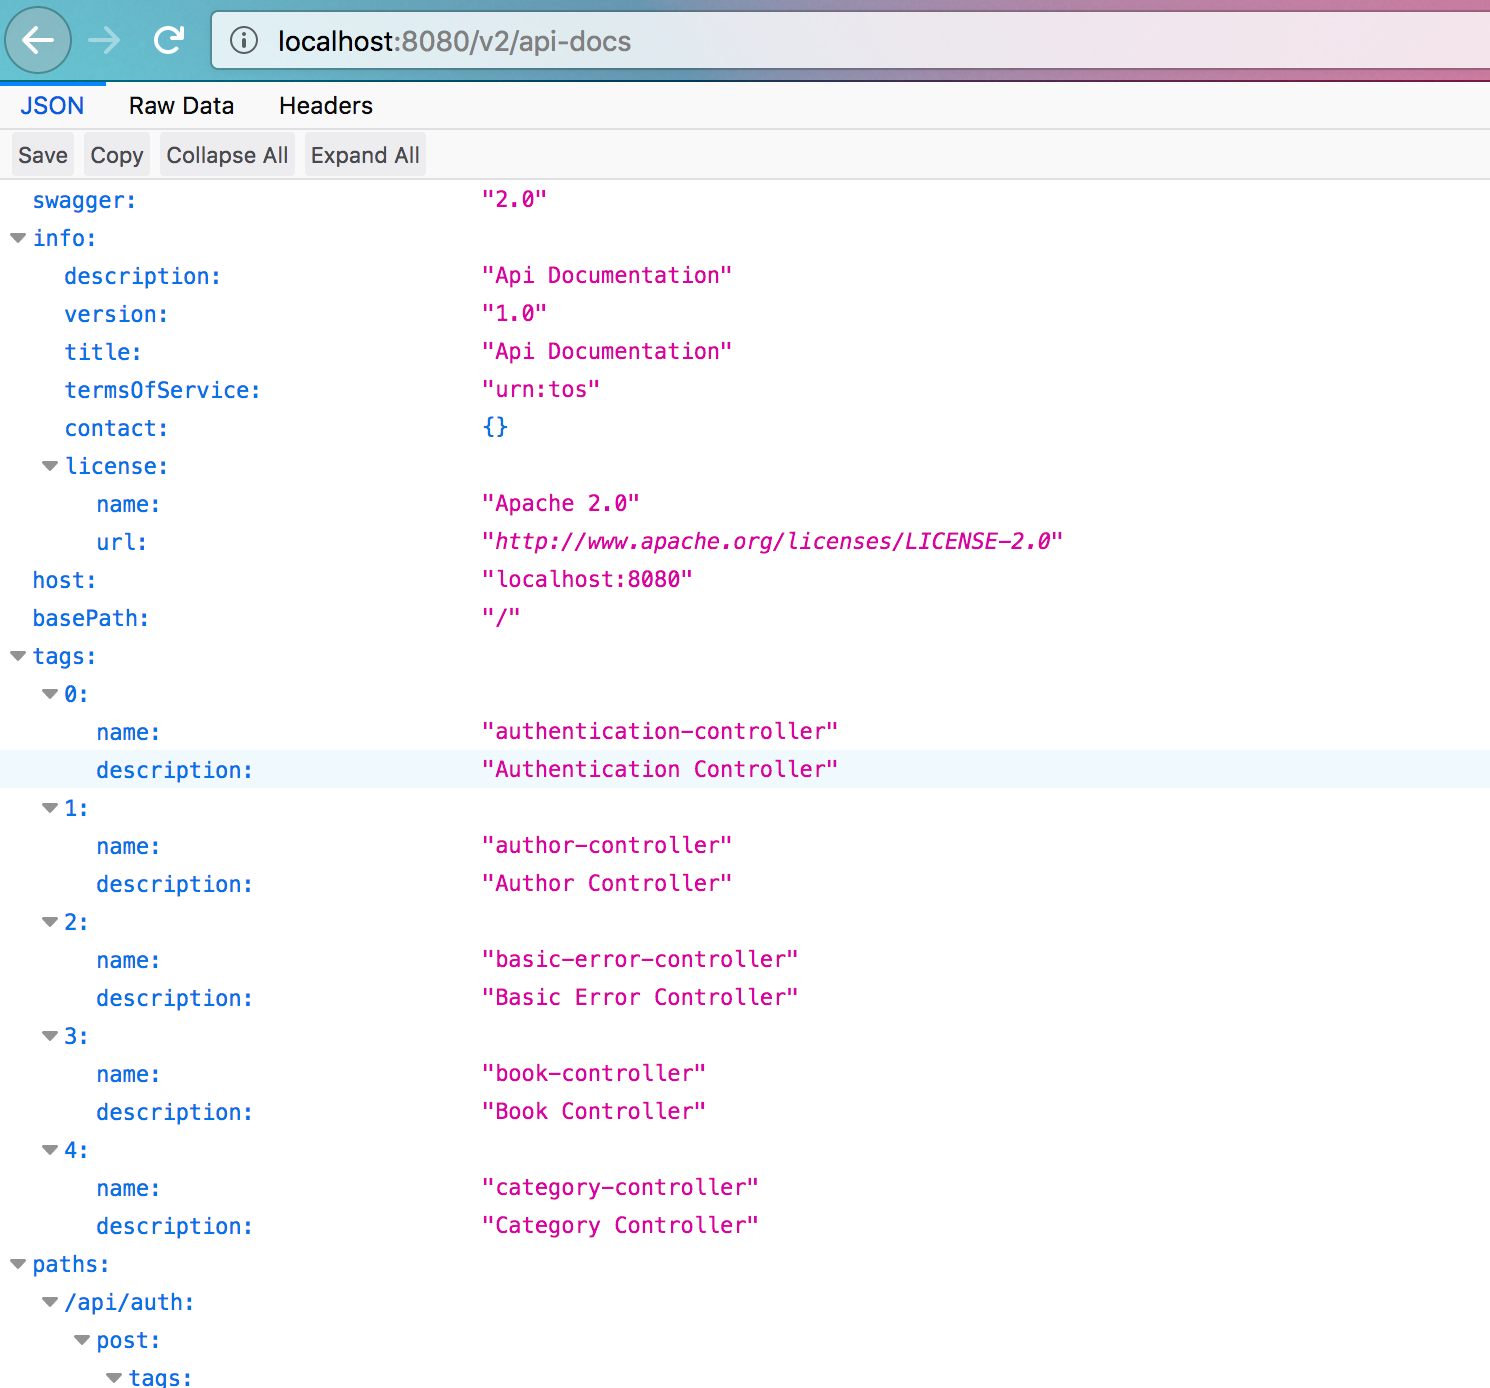 localhost:8080/v2/api-docs
JSON Raw Data Headers
Save Copy Collapse All Expand All
swagger: "2.0"
info:
description: "Api Documentation"
version: "1.0"
title: "Api Documentation"
termsOfService: "urn:tos"
contact: {}
license:
name: "Apache 2.0"
url: "http://www.apache.org/licenses/LICENSE-2.0"
host: "localhost:8080"
basePath: "/"
tags:
0:
name: "authentication-controller"
description: "Authentication Controller"
1:
name: "author-controller"
description: "Author Controller"
2:
name: "basic-error-controller"
description: "Basic Error Controller"
3:
name: "book-controller"
description: "Book Controller"
4:
name: "category-controller"
description: "Category Controller"
paths:
/api/auth:
post:
tags: